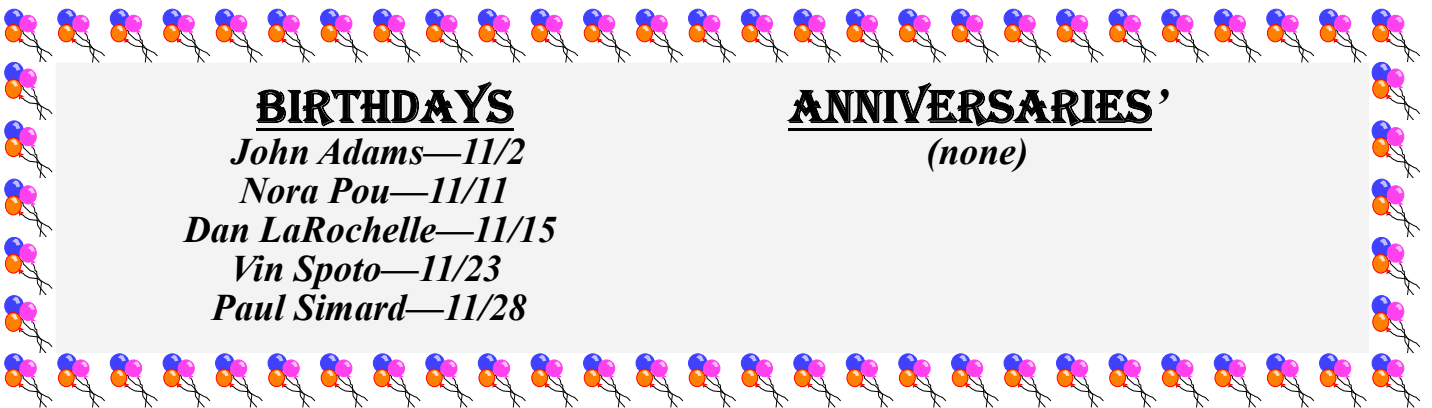 BIRTHDAYS
John Adams—11/2
Nora Pou—11/11
Dan LaRochelle—11/15
Vin Spoto—11/23
Paul Simard—11/28
ANNIVERSARIES’
(none)